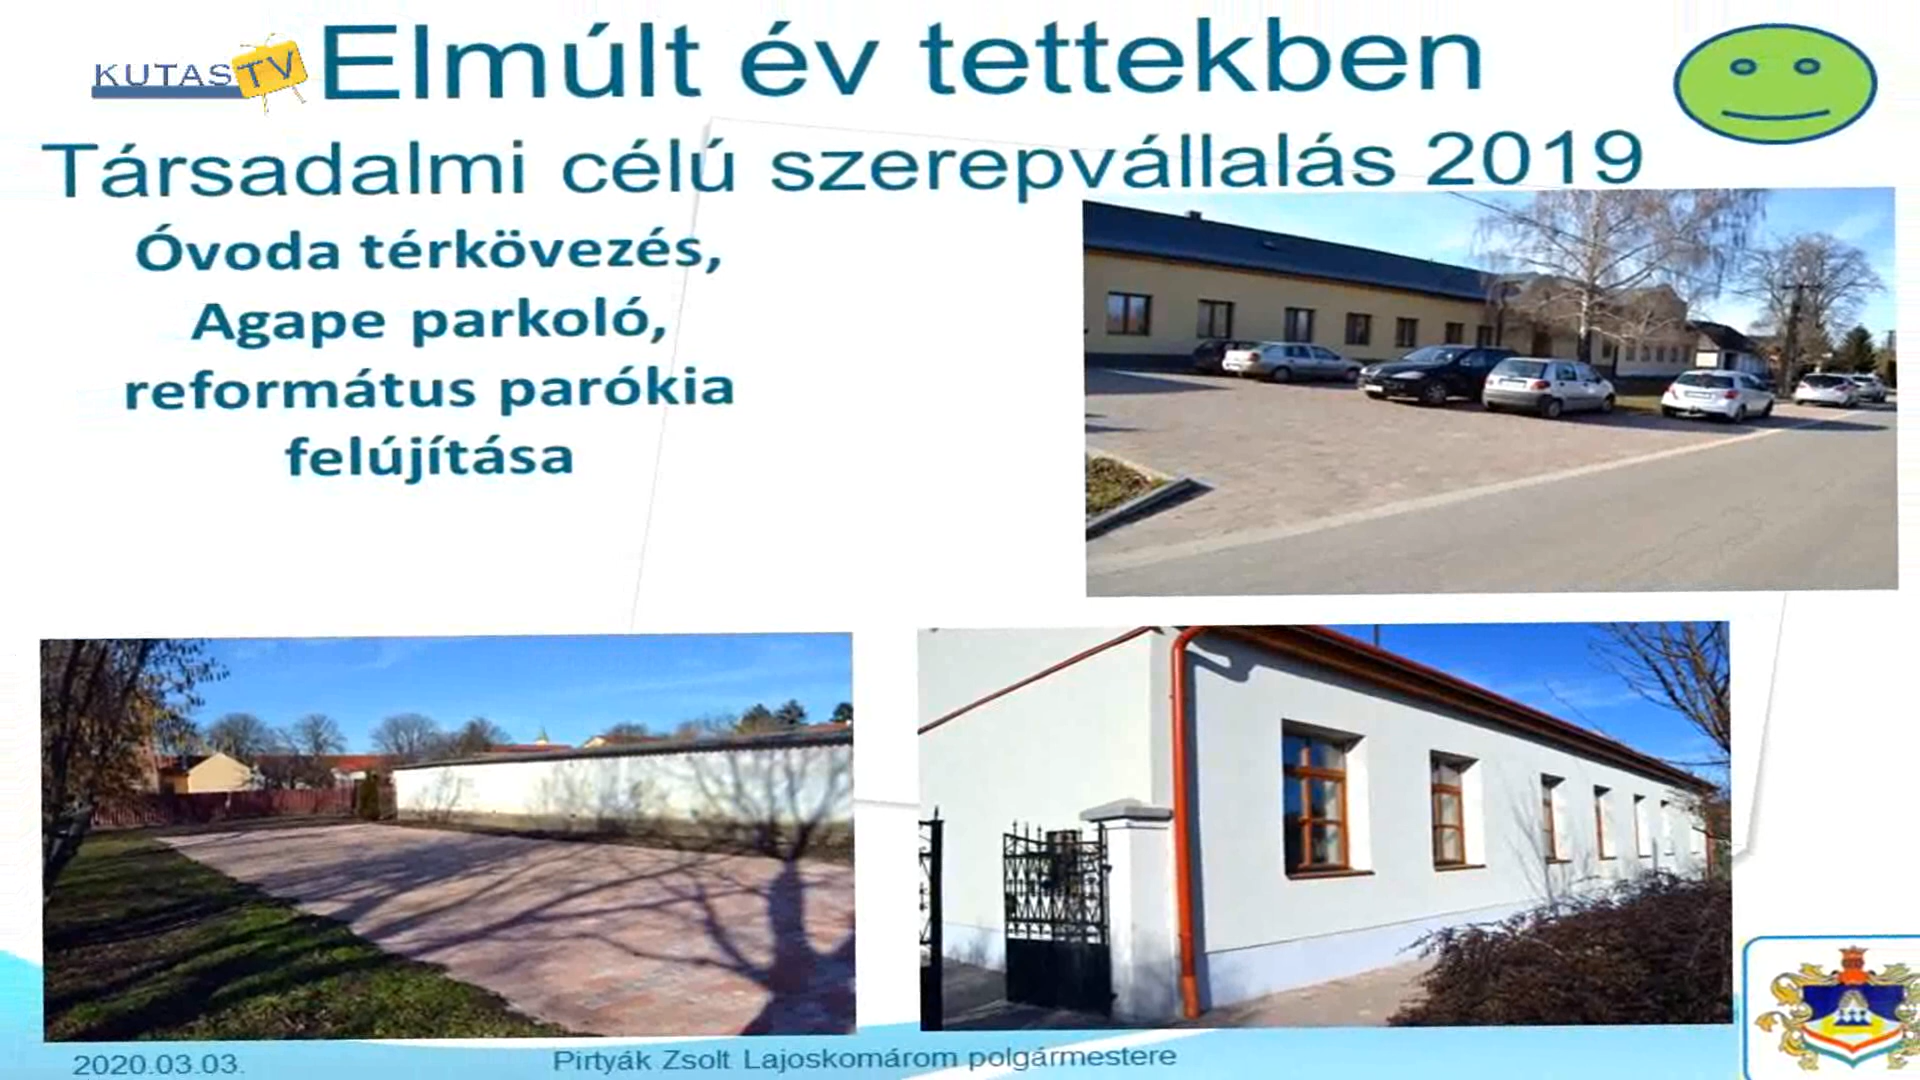 KUTAS TV
Elmúlt év tettekben
Társadalmi célú szerepvállalás 2019
Óvoda térkövezés,
Agape parkoló,
református parókia
felújítása
2020.03.03.
Pirtyák Zsolt Lajoskomárom polgármestere